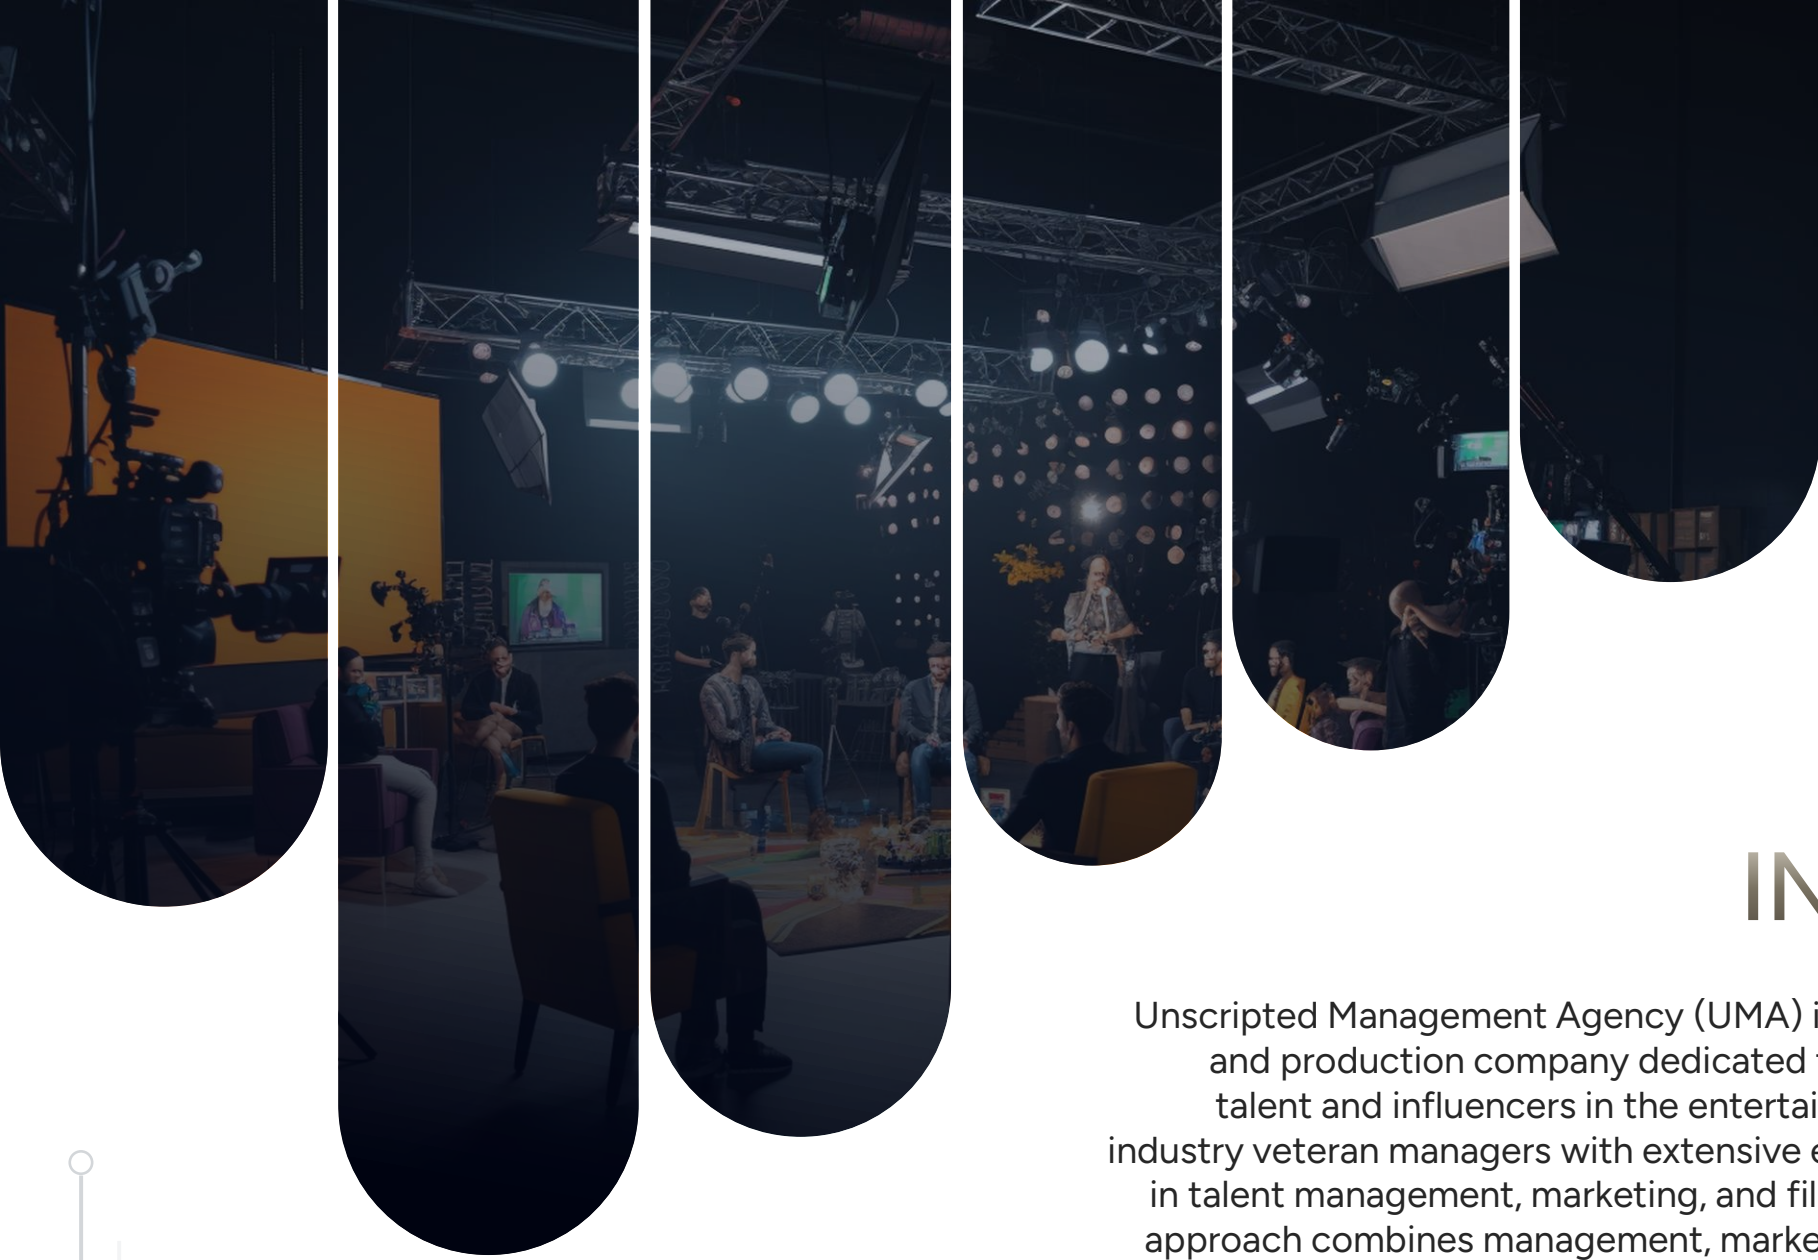 IN
Unscripted Management Agency (UMA) i
and production company dedicated
talent and influencers in the entertai
industry veteran managers with extensive e
in talent management, marketing, and fil
approach combines management, marke